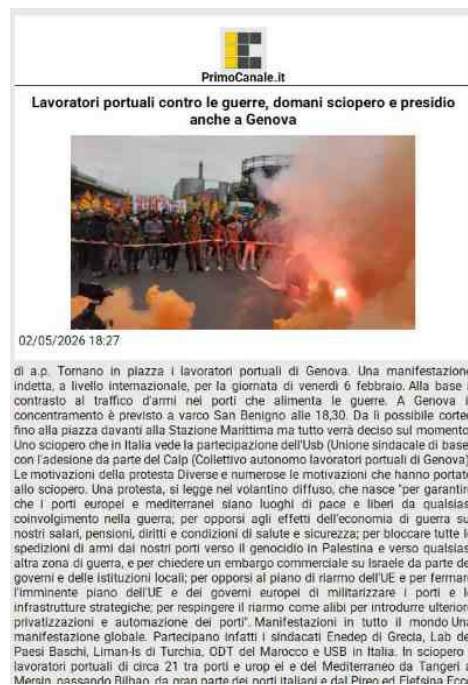 PrimoCanale.it
Lavoratori portuali contro le guerre, domani sciopero e presidio
anche a Genova
02/05/2026 18:27
di a.p. Tornano in piazza i lavoratori portuali di Genova. Una manifestazione
indetta, a livello internazionale, per la giornata di venerdì 6 febbraio. Alla base
contrasto al traffico d'armi nei porti che alimenta le guerre. A Genova
concentramento è previsto a varco San Benigno alle 18,30. Da lì possibile
fino alla piazza davanti alla Stazione Marittima ma tutto verrà deciso sul momento
Uno sciopero che in Italia vede la partecipazione dell'Usb (Unione sindacale di base
con l'adesione da parte del Calp (Collettivo autonomo lavoratori portuali di Genova)
Le motivazioni della protesta Diverse e numerose le motivazioni che hanno portato
allo sciopero. Una protesta, si legge nel volantino diffuso, che nasce "per garantire
che i porti europei e mediterranei siano luoghi di pace e liberi da qualsias
coinvolgimento nella guerra; per opporsi agli effetti dell'economia di guerra su
nostri salari, pensioni, diritti e condizioni di salute e sicurezza; per bloccare tutte
spedizioni di armi dai nostri porti verso il genocidio in Palestina e verso qualsias
altra zona di guerra, e per chiedere un embargo commerciale su Israele da parte de
governi e delle istituzioni locali; per opporsi al piano di riarmo dell'UE e per fermar
l'imminente piano dell'UE e dei governi europei di militarizzare i porti e
infrastrutture strategiche; per respingere il riarmo come alibi per introdurre ulterior
privatizzazioni e automazione dei porti". Manifestazioni in tutto il mondo Una
manifestazione globale. Partecipano infatti i sindacati Enedep di Grecia, Lab de
Paesi Baschi, Liman-Is di Turchia, ODT del Marocco e USB in Italia. In sciopero
lavoratori portuali di circa 21 tra porti e urop ei e del Mediterraneo da Tangeri
Mersin, passando Bilbao, da gran parte dei porti italiani e dal Pireo ed Elefsina